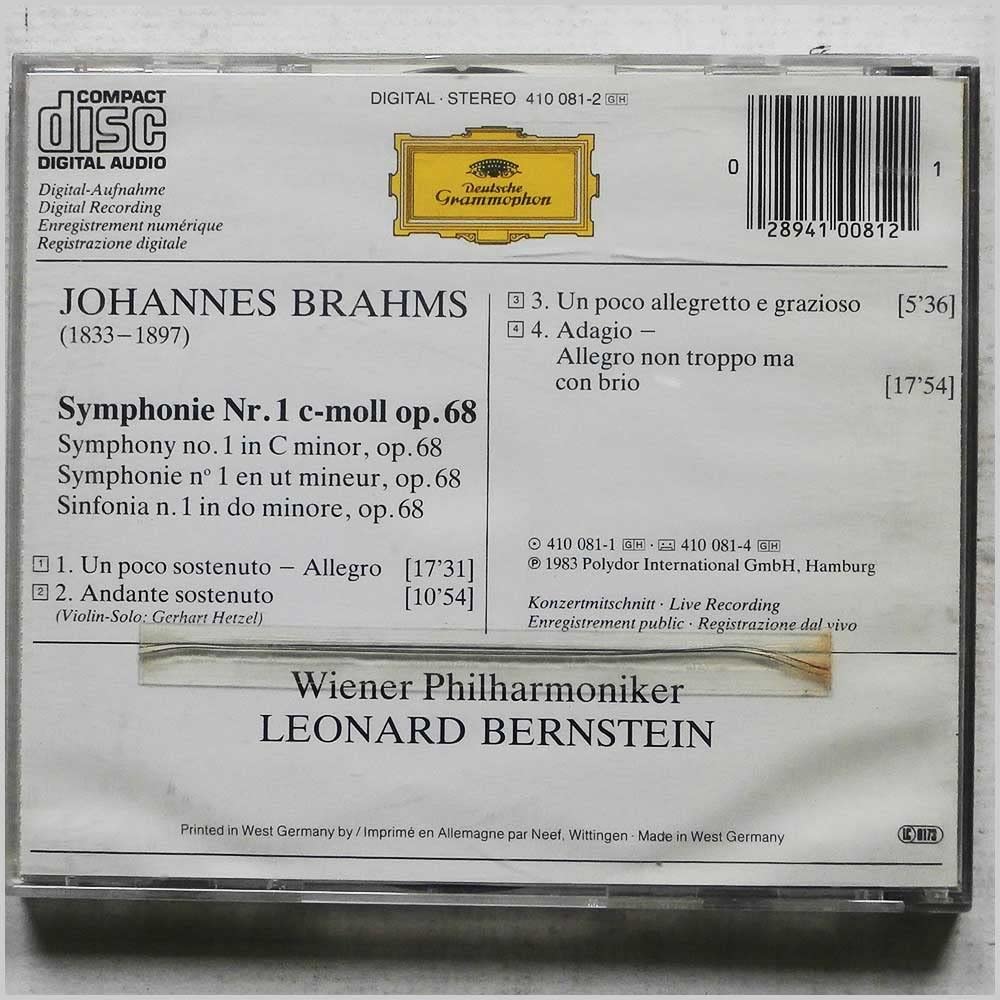 COMPACT
disc
DIGITAL AUDIO
Digital-Aufnahme
Digital Recording
Enregistrement numérique
Registrazione digitale
DIGITAL · STEREO 410 081-2 GH
Deutsche
Grammophon
0 28941 00812 1
JOHANNES BRAHMS
(1833–1897)
Symphonie Nr. 1 c-moll op. 68
Symphony no. 1 in C minor, op. 68
Symphonie nº 1 en ut mineur, op. 68
Sinfonia n. 1 in do minore, op. 68
1 1. Un poco sostenuto – Allegro [17'31]
2 2. Andante sostenuto [10'54]
(Violin-Solo: Gerhart Hetzel)
3 3. Un poco allegretto e grazioso [5'36]
4 4. Adagio –
Allegro non troppo ma
con brio [17'54]
410 081-1 GH · 410 081-4 GH
℗ 1983 Polydor International GmbH, Hamburg
Konzertmitschnitt · Live Recording
Enregistrement public · Registrazione dal vivo
Wiener Philharmoniker
LEONARD BERNSTEIN
Printed in West Germany by / Imprimé en Allemagne par Neef, Wittingen · Made in West Germany
LC 0173